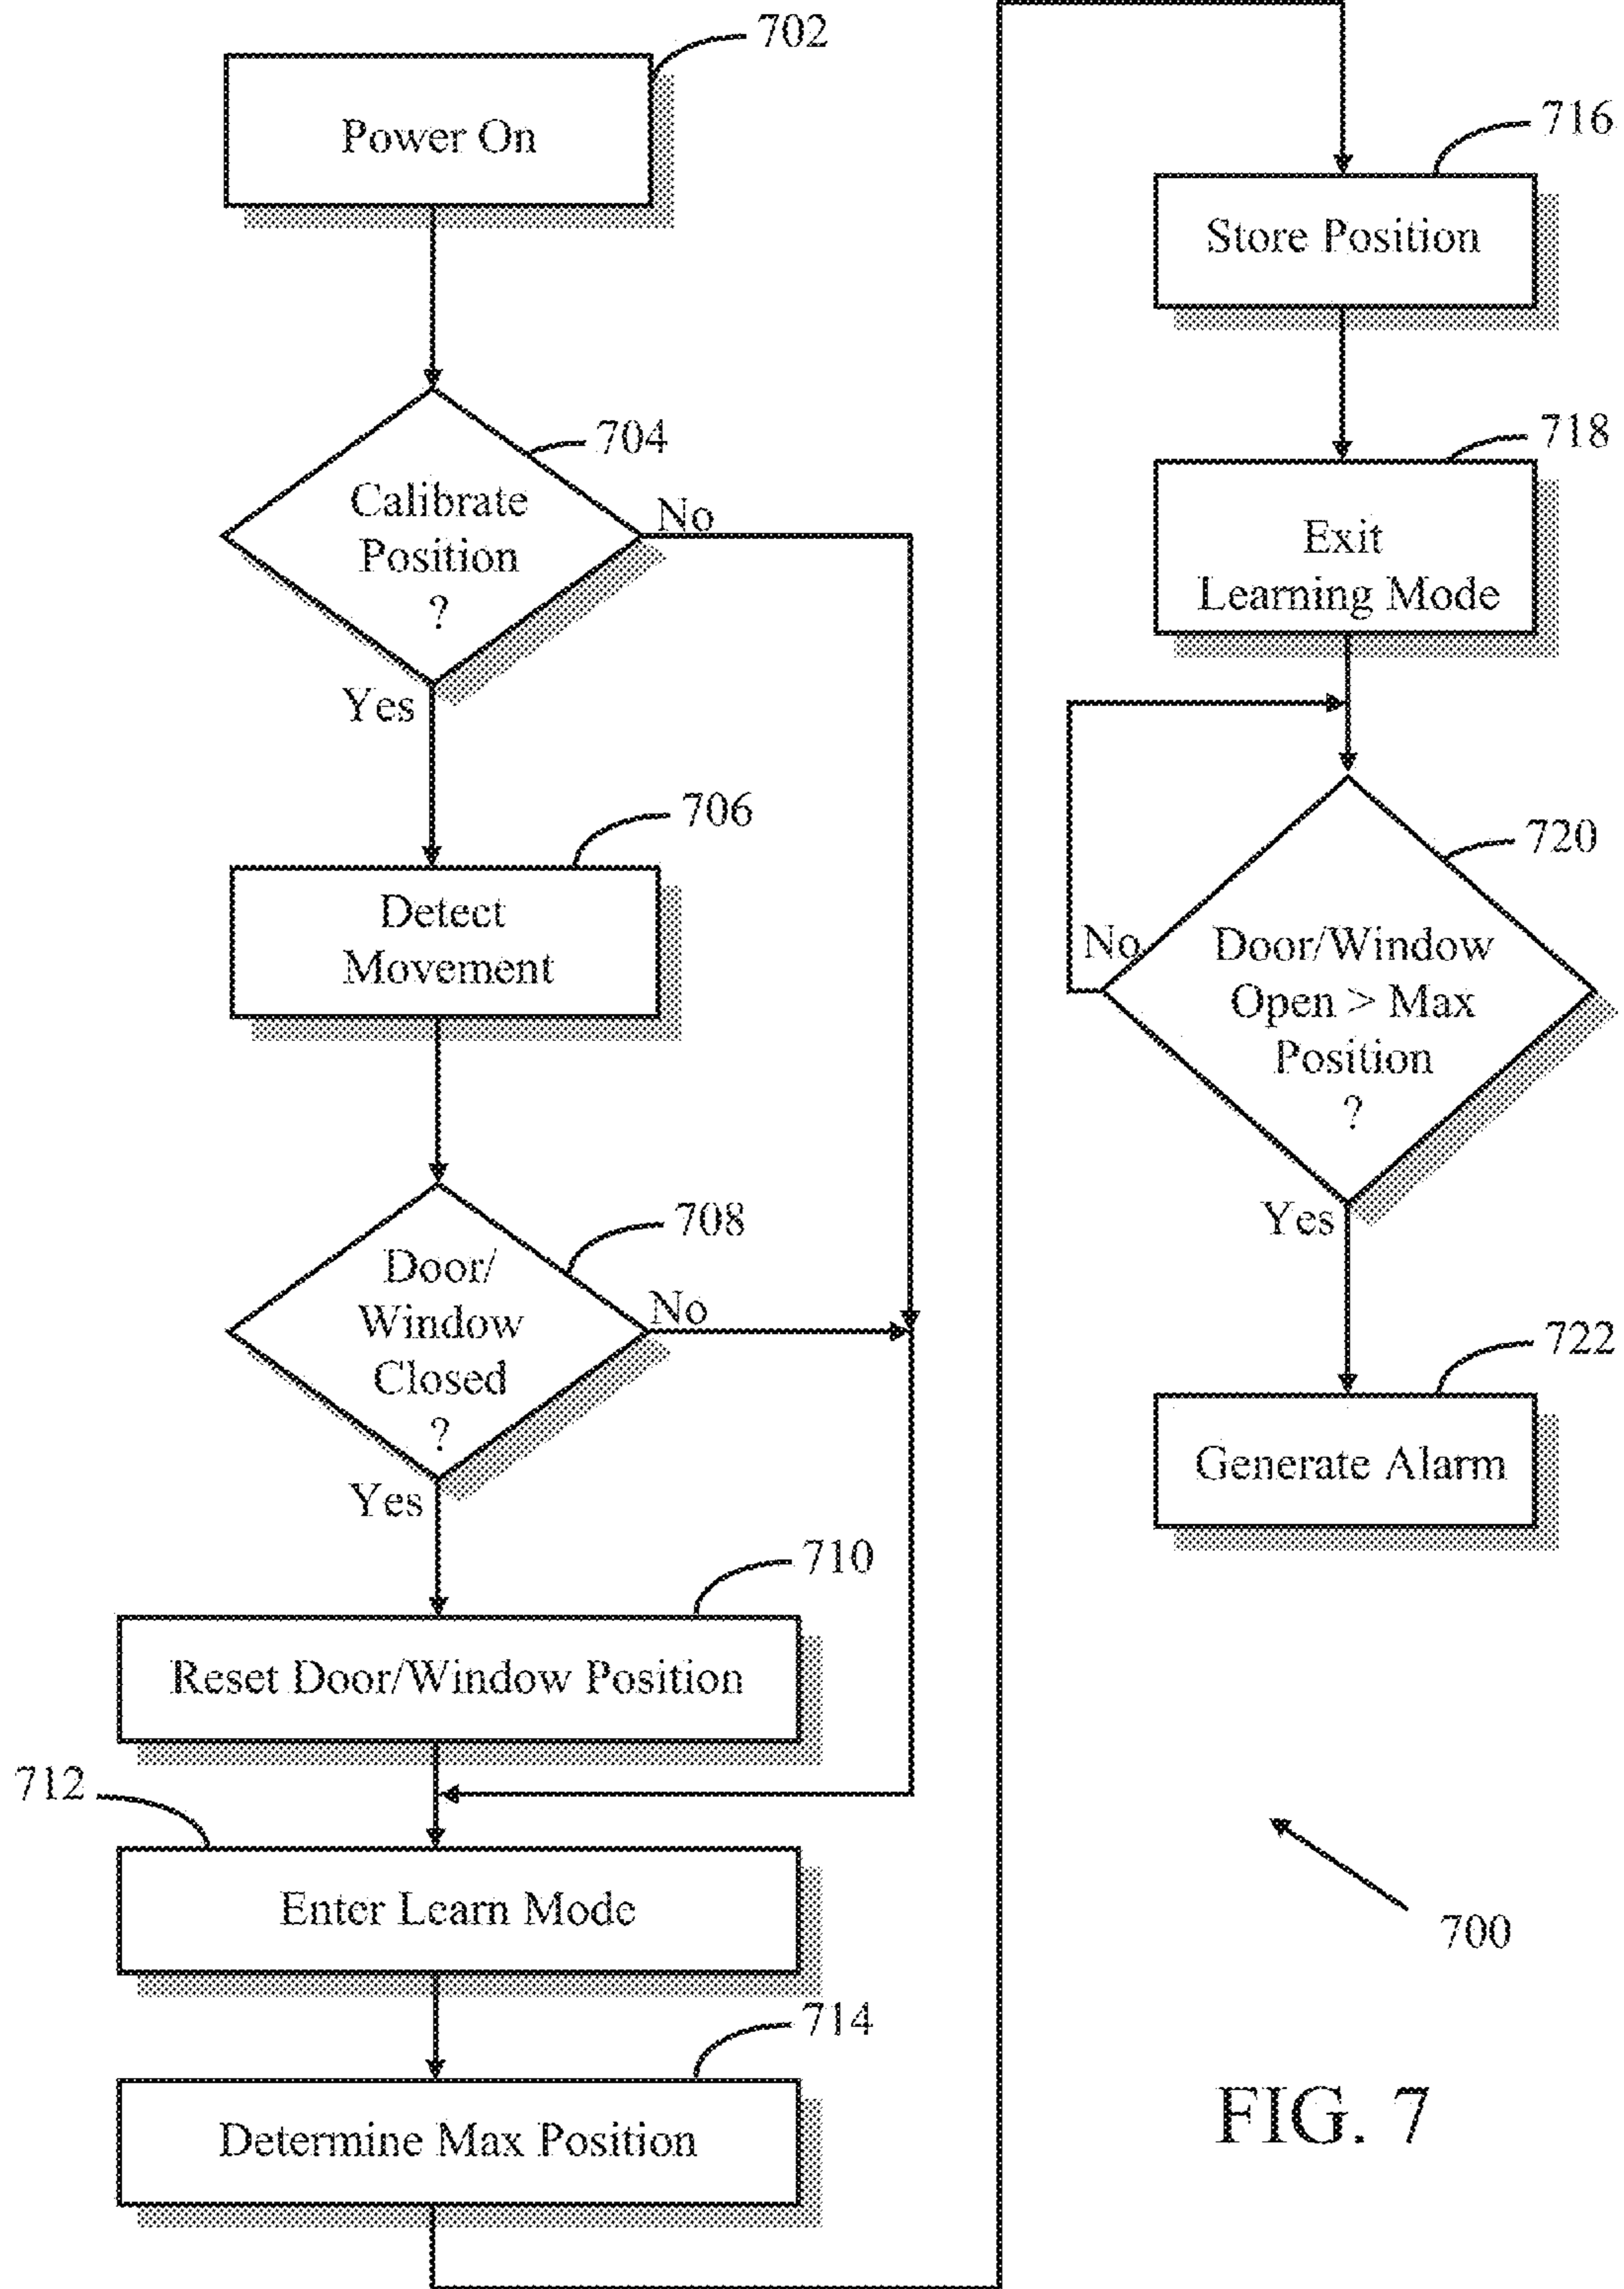 702
Power On
704
Calibrate
Position
?
No
Yes
706
Detect
Movement
708
Door/
Window
Closed
?
No
Yes
710
Reset Door/Window Position
712
Enter Learn Mode
714
Determine Max Position
716
Store Position
718
Exit
Learning Mode
720
No
Door/Window
Open > Max
Position
?
Yes
722
Generate Alarm
700
FIG. 7